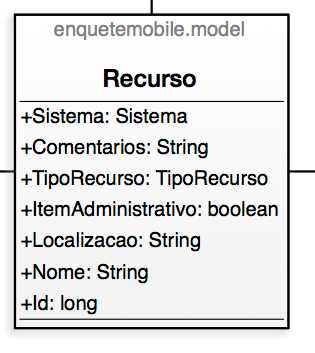 enquetemobile.model
Recurso
+Sistema: Sistema
+Comentarios: String
+TipoRecurso: TipoRecurso
+ItemAdministrativo: boolean
+Localizacao: String
+Nome: String
+Id: long